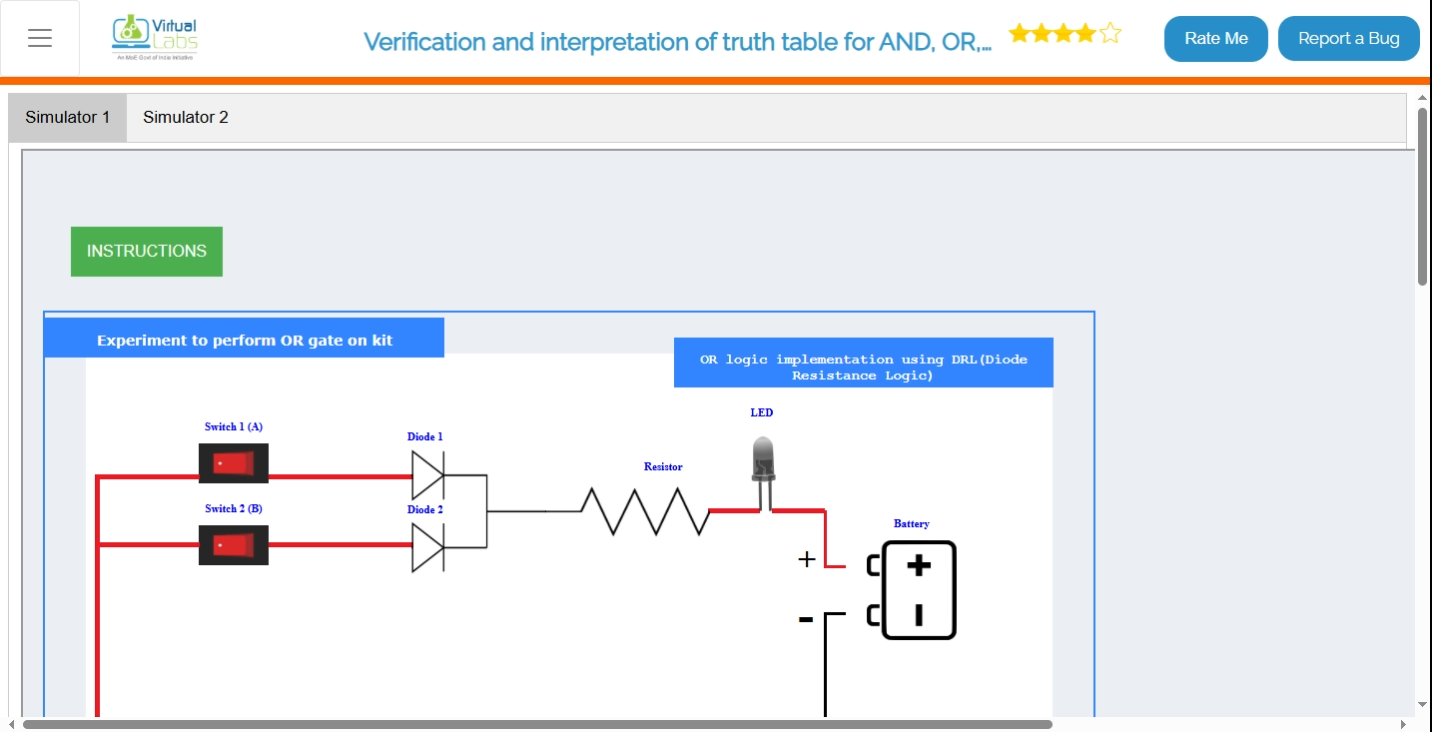 Virtual
Labs
An MoE Govt of India Initiative
Verification and interpretation of truth table for AND, OR,...
Rate Me
Report a Bug
Simulator 1
Simulator 2
INSTRUCTIONS
Experiment to perform OR gate on kit
OR logic implementation using DRL(Diode
Resistance Logic)
LED
Switch 1 (A)
Diode 1
Resistor
Switch 2 (B)
Diode 2
Battery
+
+
-
-